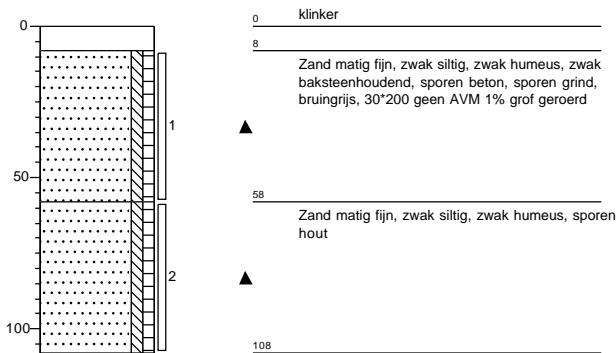 0
50
100
1
2
0
klinker
8
Zand matig fijn, zwak siltig, zwak humeus, zwak
baksteenhoudend, sporen beton, sporen grind,
bruingrijs, 30*200 geen AVM 1% grof geroerd
58
Zand matig fijn, zwak siltig, zwak humeus, sporen
hout
108